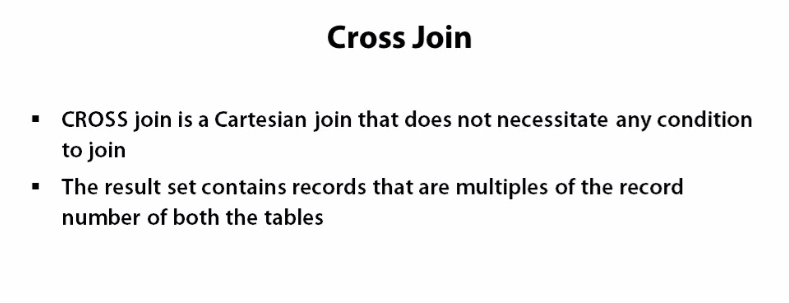 Cross Join
▪ CROSS join is a Cartesian join that does not necessitate any condition
to join
▪ The result set contains records that are multiples of the record
number of both the tables